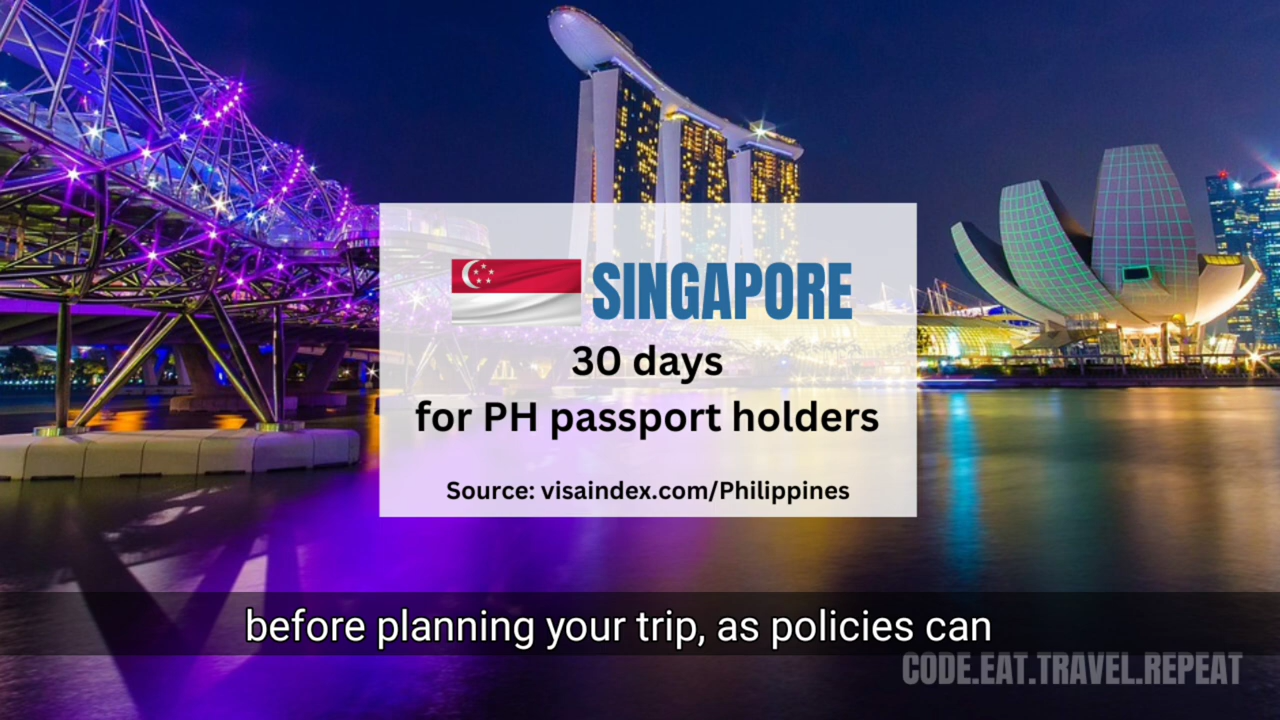 SINGAPORE
30 days
for PH passport holders
Source: visaindex.com/Philippines
before planning your trip, as policies can
CODE.EAT.TRAVEL.REPEAT